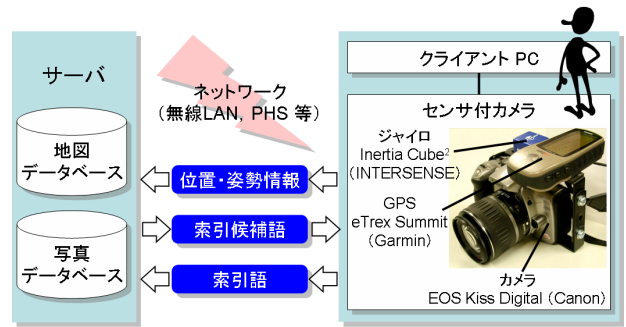 サーバ
地図
データベース
写真
データベース
ネットワーク
（無線LAN，PHS 等）
位置・姿勢情報
索引候補語
索引語
クライアント PC
センサ付カメラ
ジャイロ
Inertia Cube²
（INTERSENSE）
GPS
eTrex Summit
（Garmin）
カメラ
EOS Kiss Digital （Canon）